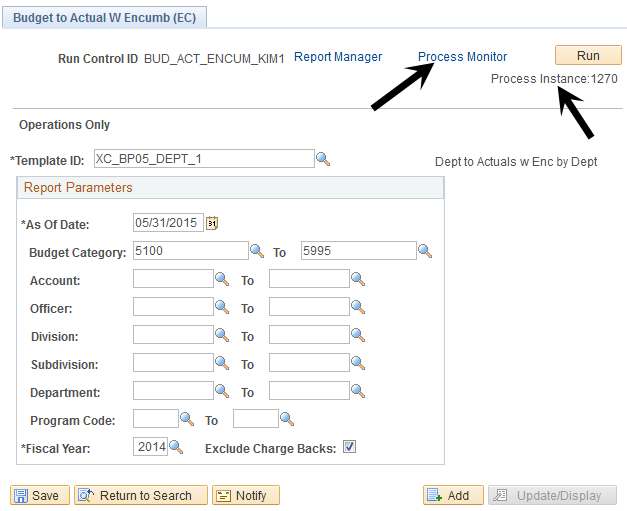 Budget to Actual W Encumb (EC)
Run Control ID BUD_ACT_ENCUM_KIM1 Report Manager Process Monitor Run
Process Instance:1270
Operations Only
*Template ID: XC_BP05_DEPT_1 Dept to Actuals w Enc by Dept
Report Parameters
*As Of Date: 05/31/2015 31
Budget Category: 5100 To 5995
Account: To
Officer: To
Division: To
Subdivision: To
Department: To
Program Code: To
*Fiscal Year: 2014 Exclude Charge Backs:
Save Return to Search Notify Add Update/Display